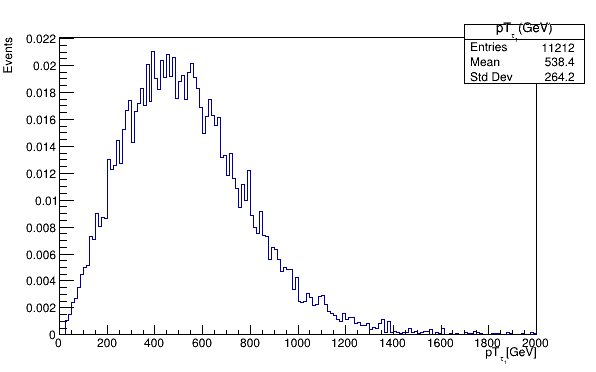 pT_τ₁(GeV)
Entries 11212
Mean 538.4
Std Dev 264.2
Events
0.022
0.02
0.018
0.016
0.014
0.012
0.01
0.008
0.006
0.004
0.002
0
0 200 400 600 800 1000 1200 1400 1600 1800 2000
pT_τ₁[GeV]